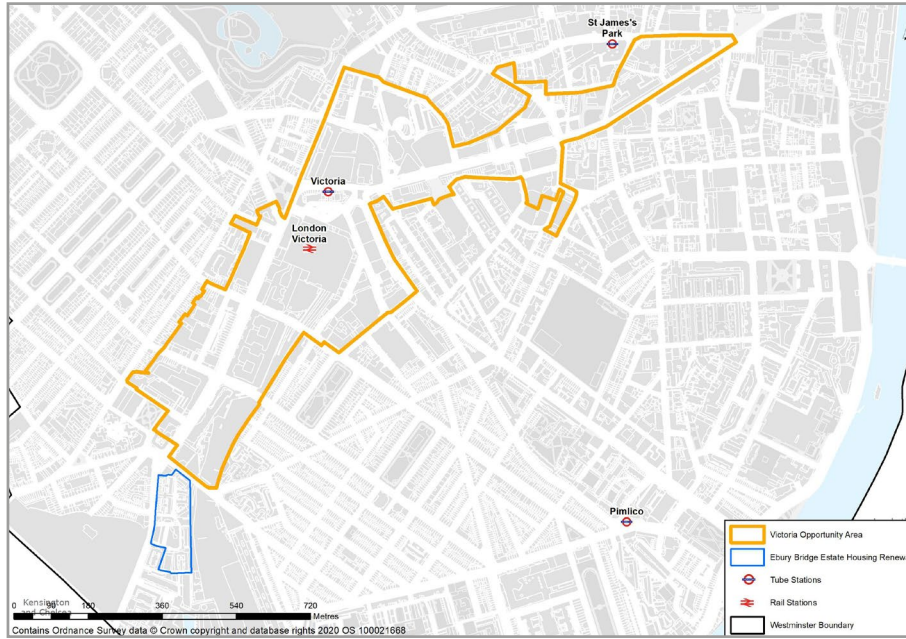 St James's
Park
Victoria
London
Victoria
Pimlico
Victoria Opportunity Area
Ebury Bridge Estate Housing Renew
Tube Stations
Rail Stations
Westminster Boundary
Kensington
and Chelsea
0 90 180 360 540 720
Metres
Contains Ordnance Survey data © Crown copyright and database rights 2020 OS 100021668